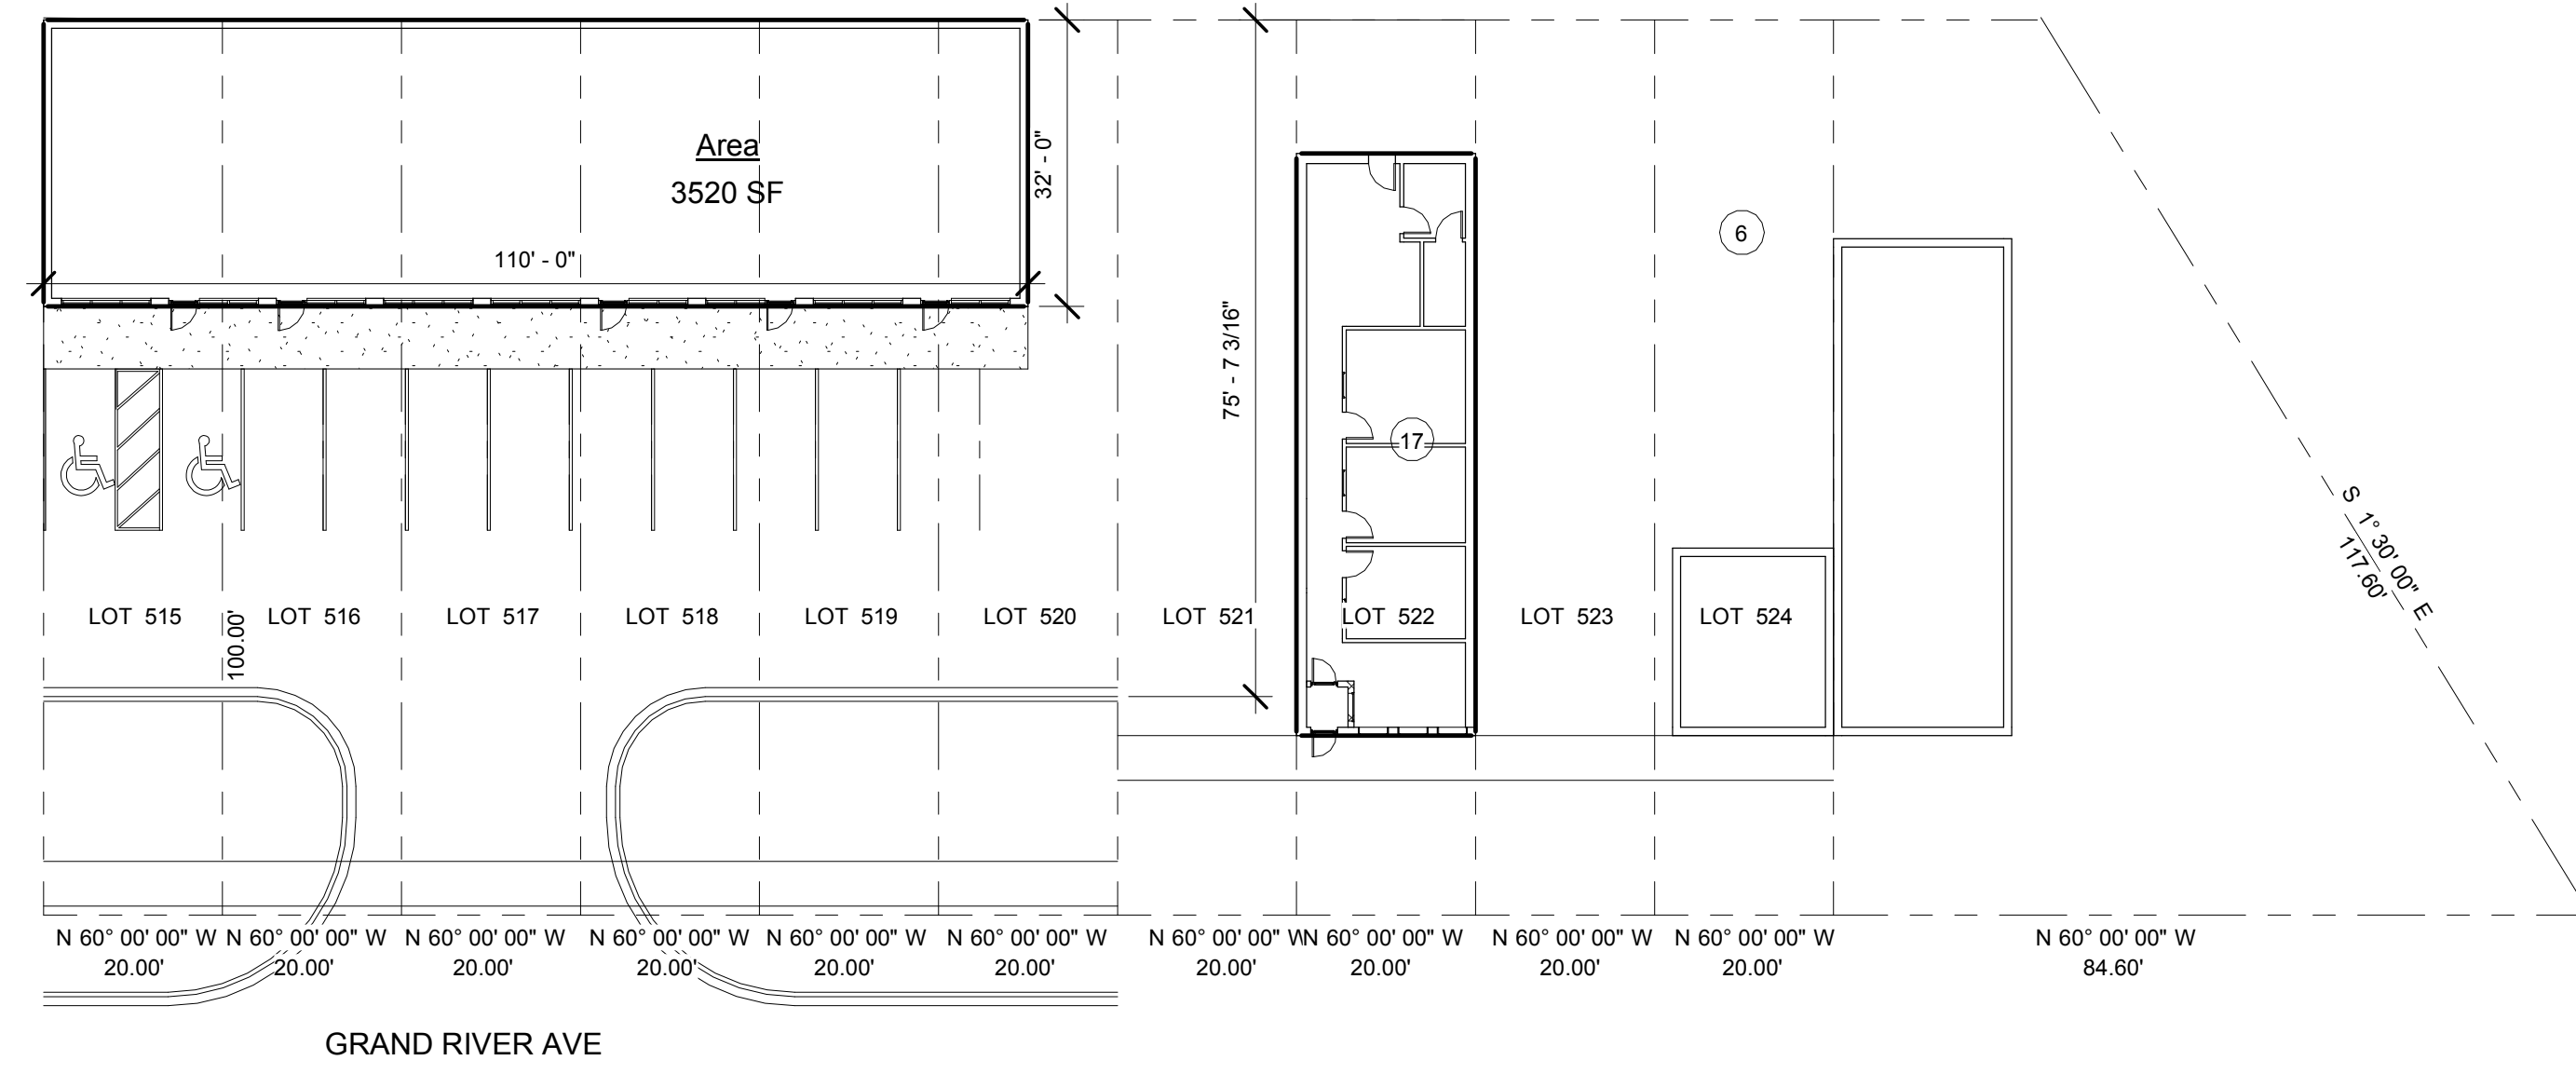 Area
3520 SF
32' - 0"
110' - 0"
75' - 7 3/16"
6
17
S 1° 30' 00" E
117.60'
LOT 515
LOT 516
LOT 517
LOT 518
LOT 519
LOT 520
LOT 521
LOT 522
LOT 523
LOT 524
100.00'
N 60° 00' 00" W
20.00'
N 60° 00' 00" W
20.00'
N 60° 00' 00" W
20.00'
N 60° 00' 00" W
20.00'
N 60° 00' 00" W
20.00'
N 60° 00' 00" W
20.00'
N 60° 00' 00" W
20.00'
N 60° 00' 00" W
20.00'
N 60° 00' 00" W
20.00'
N 60° 00' 00" W
20.00'
N 60° 00' 00" W
84.60'
GRAND RIVER AVE